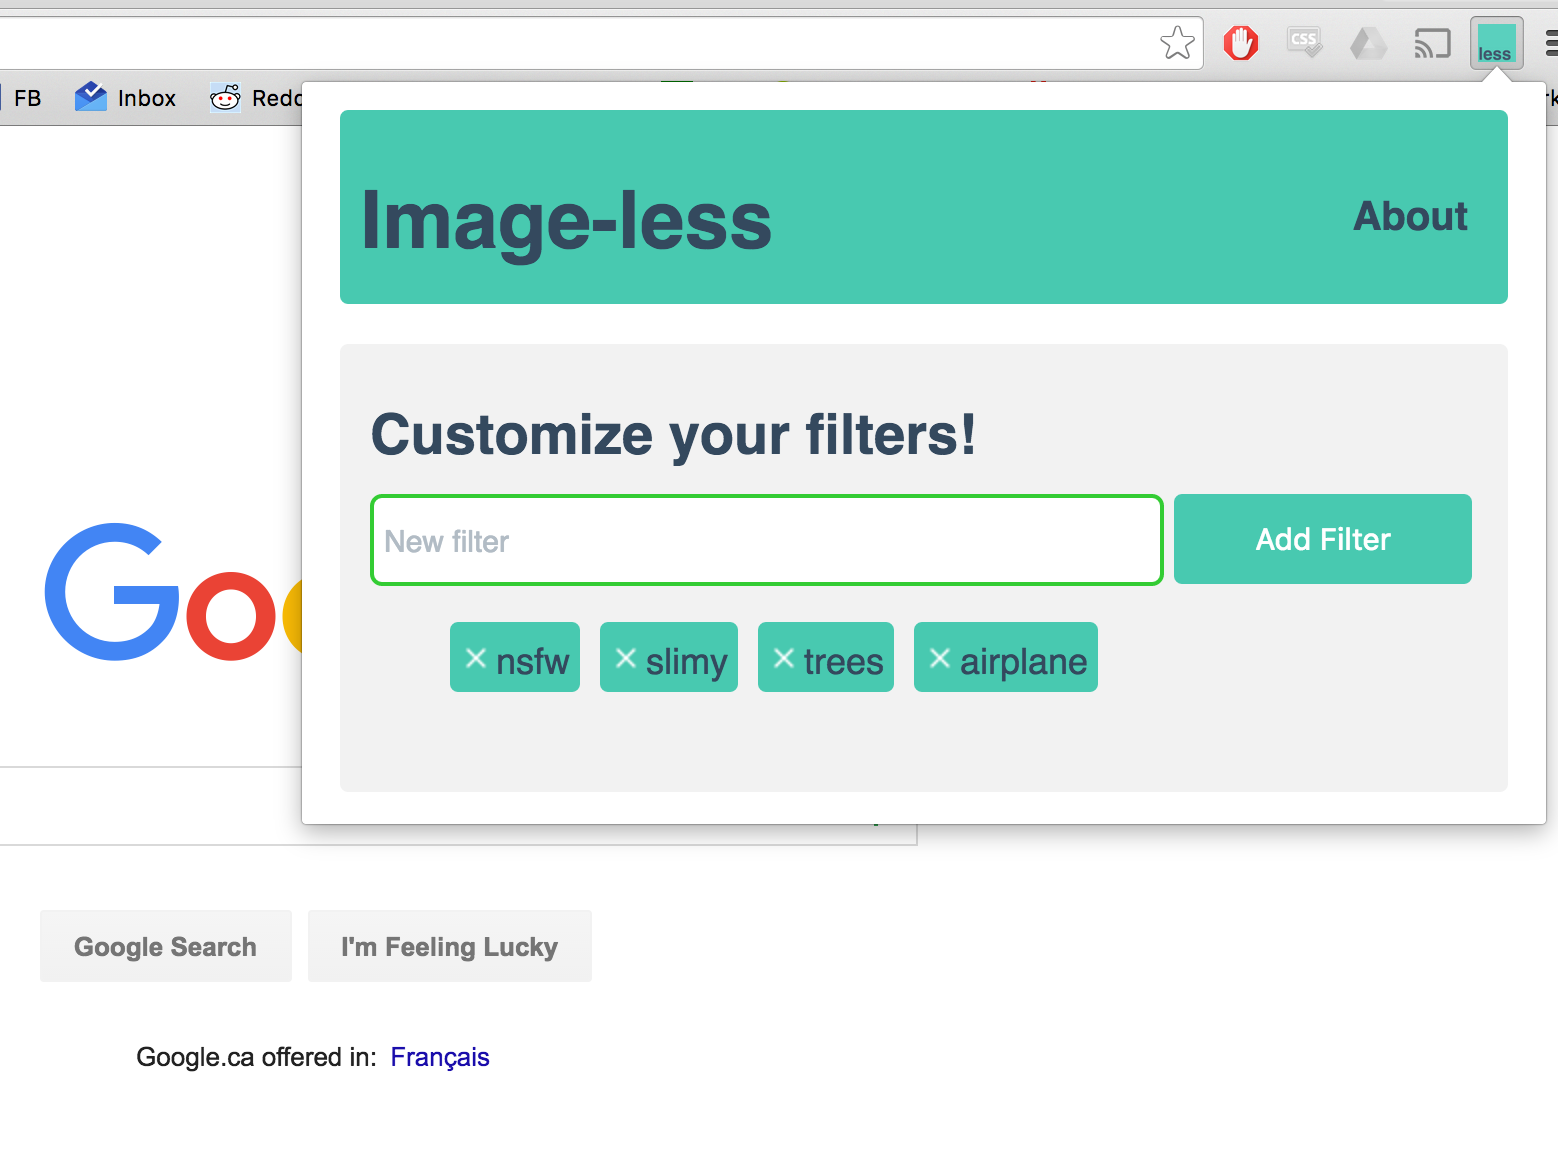 CSS
less
FB
Inbox
Redd
Image-less
About
Customize your filters!
New filter
Add Filter
× nsfw
× slimy
× trees
× airplane
Goo
Google Search
I'm Feeling Lucky
Google.ca offered in: Français